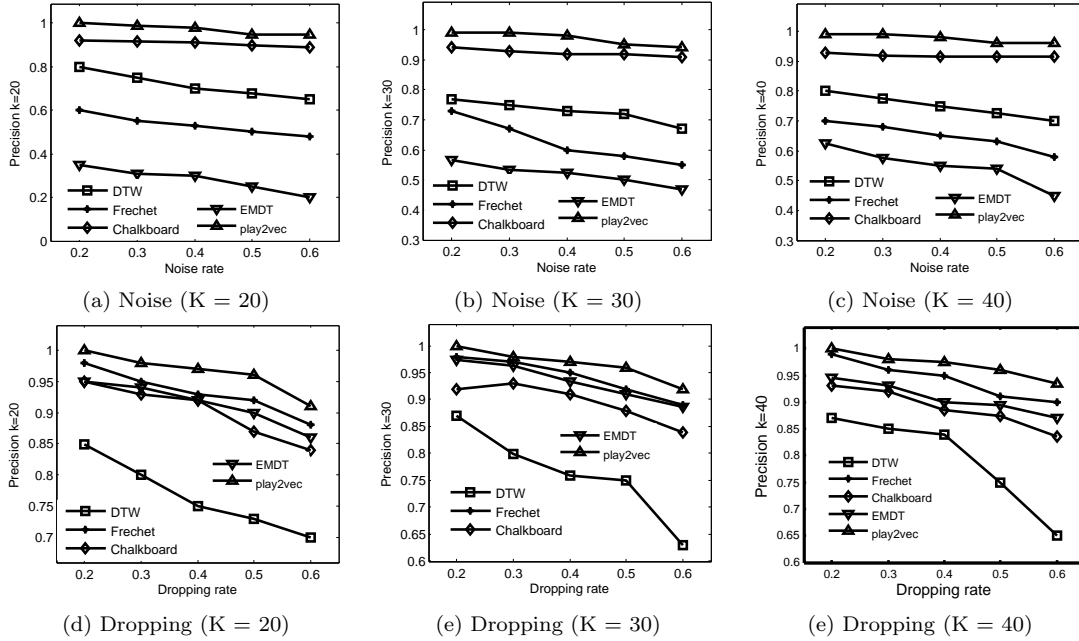 1
0.8
0.6
0.4
0.2
0
Precision k=20
DTW
Frechet
Chalkboard
EMDT
play2vec
0.2 0.3 0.4 0.5 0.6
Noise rate
(a) Noise (K = 20)
1
0.9
0.8
0.7
0.6
0.5
0.4
0.3
Precision k=30
DTW
Frechet
Chalkboard
EMDT
play2vec
0.2 0.3 0.4 0.5 0.6
Noise rate
(b) Noise (K = 30)
1
0.9
0.8
0.7
0.6
0.5
0.4
0.3
Precision k=40
DTW
Frechet
Chalkboard
EMDT
play2vec
0.2 0.3 0.4 0.5 0.6
Noise rate
(c) Noise (K = 40)
1
0.95
0.9
0.85
0.8
0.75
0.7
Precision k=20
EMDT
play2vec
DTW
Frechet
Chalkboard
0.2 0.3 0.4 0.5 0.6
Dropping rate
(d) Dropping (K = 20)
1
0.95
0.9
0.85
0.8
0.75
0.7
0.65
0.6
Precision k=30
EMDT
play2vec
DTW
Frechet
Chalkboard
0.2 0.3 0.4 0.5 0.6
Dropping rate
(e) Dropping (K = 30)
1
0.95
0.9
0.85
0.8
0.75
0.7
0.65
0.6
Precision k=40
DTW
Frechet
Chalkboard
EMDT
play2vec
0.2 0.3 0.4 0.5 0.6
Dropping rate
(e) Dropping (K = 40)